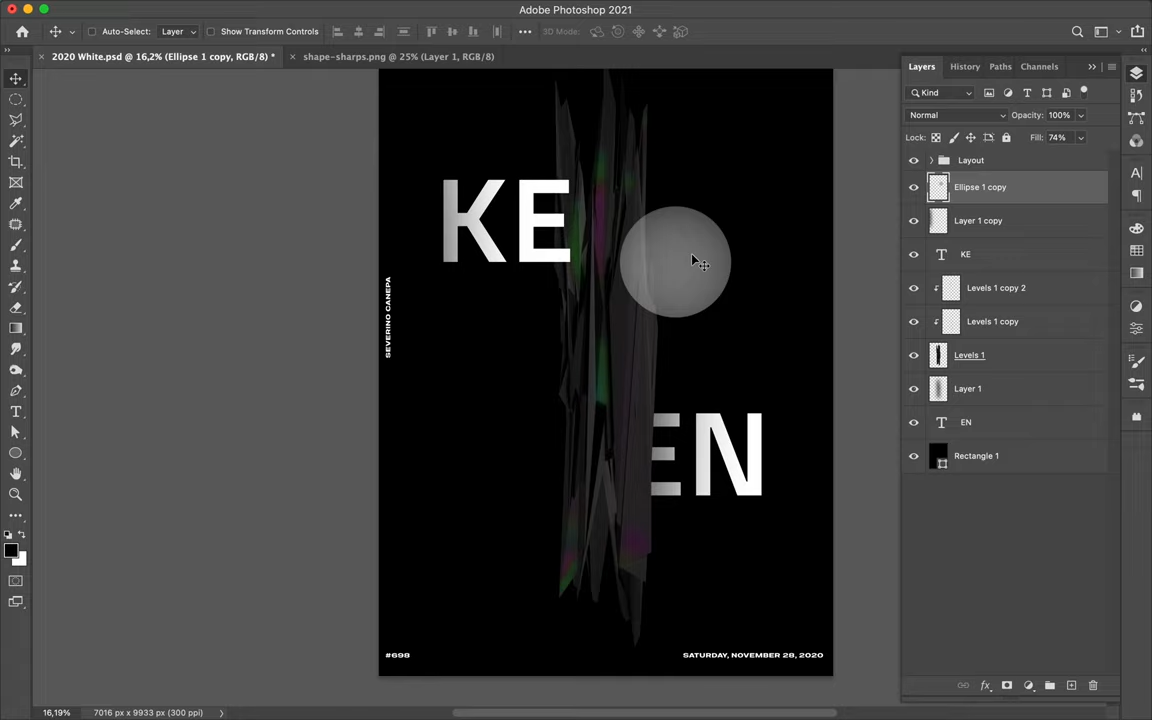 Adobe Photoshop 2021
Auto-Select: Layer Show Transform Controls ••• 3D Mode:
2020 White.psd @ 16,2% (Ellipse 1 copy, RGB/8) *
shape-sharps.png @ 25% (Layer 1, RGB/8)
Layers History Paths Channels
Kind
Normal Opacity: 100%
Lock: Fill: 74%
Layout
Ellipse 1 copy
Layer 1 copy
KE
Levels 1 copy 2
Levels 1 copy
Levels 1
Layer 1
EN
Rectangle 1
KE
EN
SEVERINO CANEPA
#698
SATURDAY, NOVEMBER 28, 2020
16,19% 7016 px x 9933 px (300 ppi)